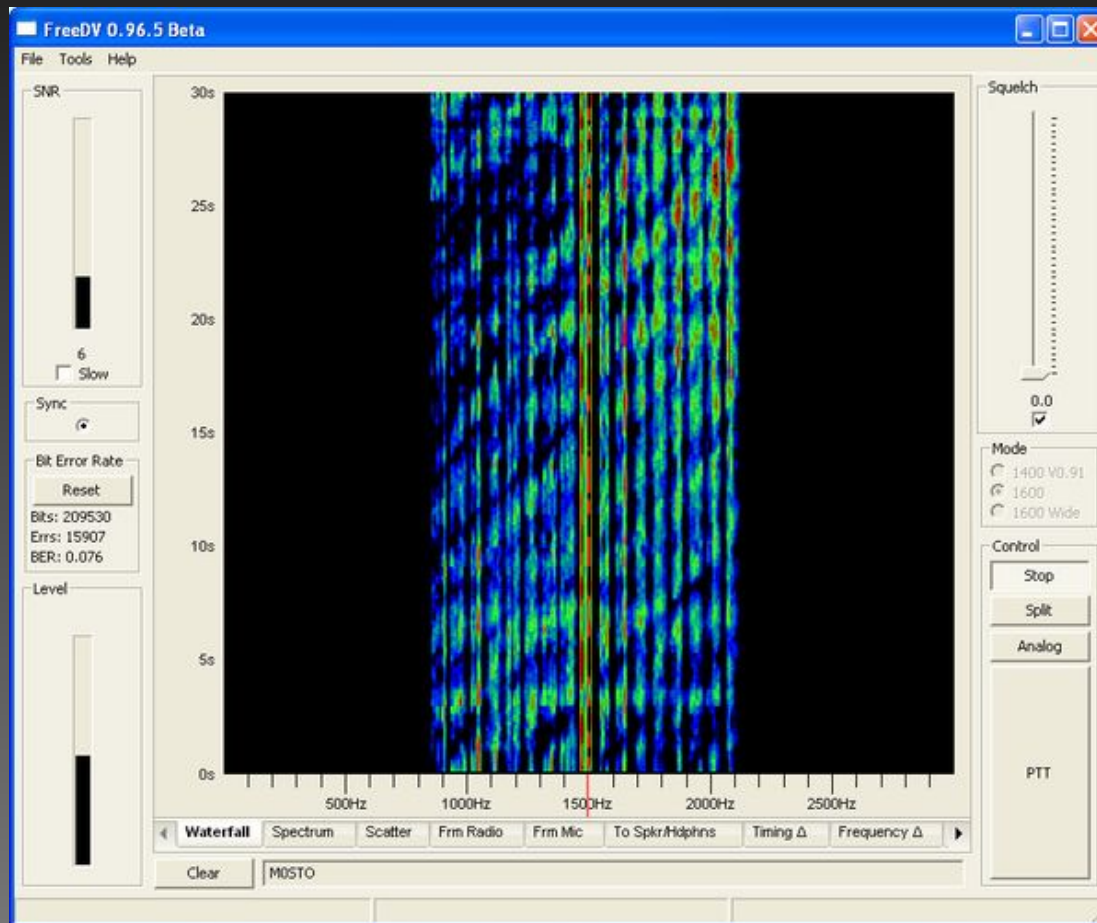 FreeDV 0.96.5 Beta
File Tools Help
SNR
6
Slow
Sync
Bit Error Rate
Reset
Bits: 209530
Errs: 15907
BER: 0.076
Level
30s
25s
20s
15s
10s
5s
0s
500Hz 1000Hz 1500Hz 2000Hz 2500Hz
Waterfall Spectrum Scatter Frm Radio Frm Mic To Spkr/Hdphns Timing Δ Frequency Δ
Clear M0STO
Squelch
0.0
Mode
1400 V0.91
1600
1600 Wide
Control
Stop
Split
Analog
PTT